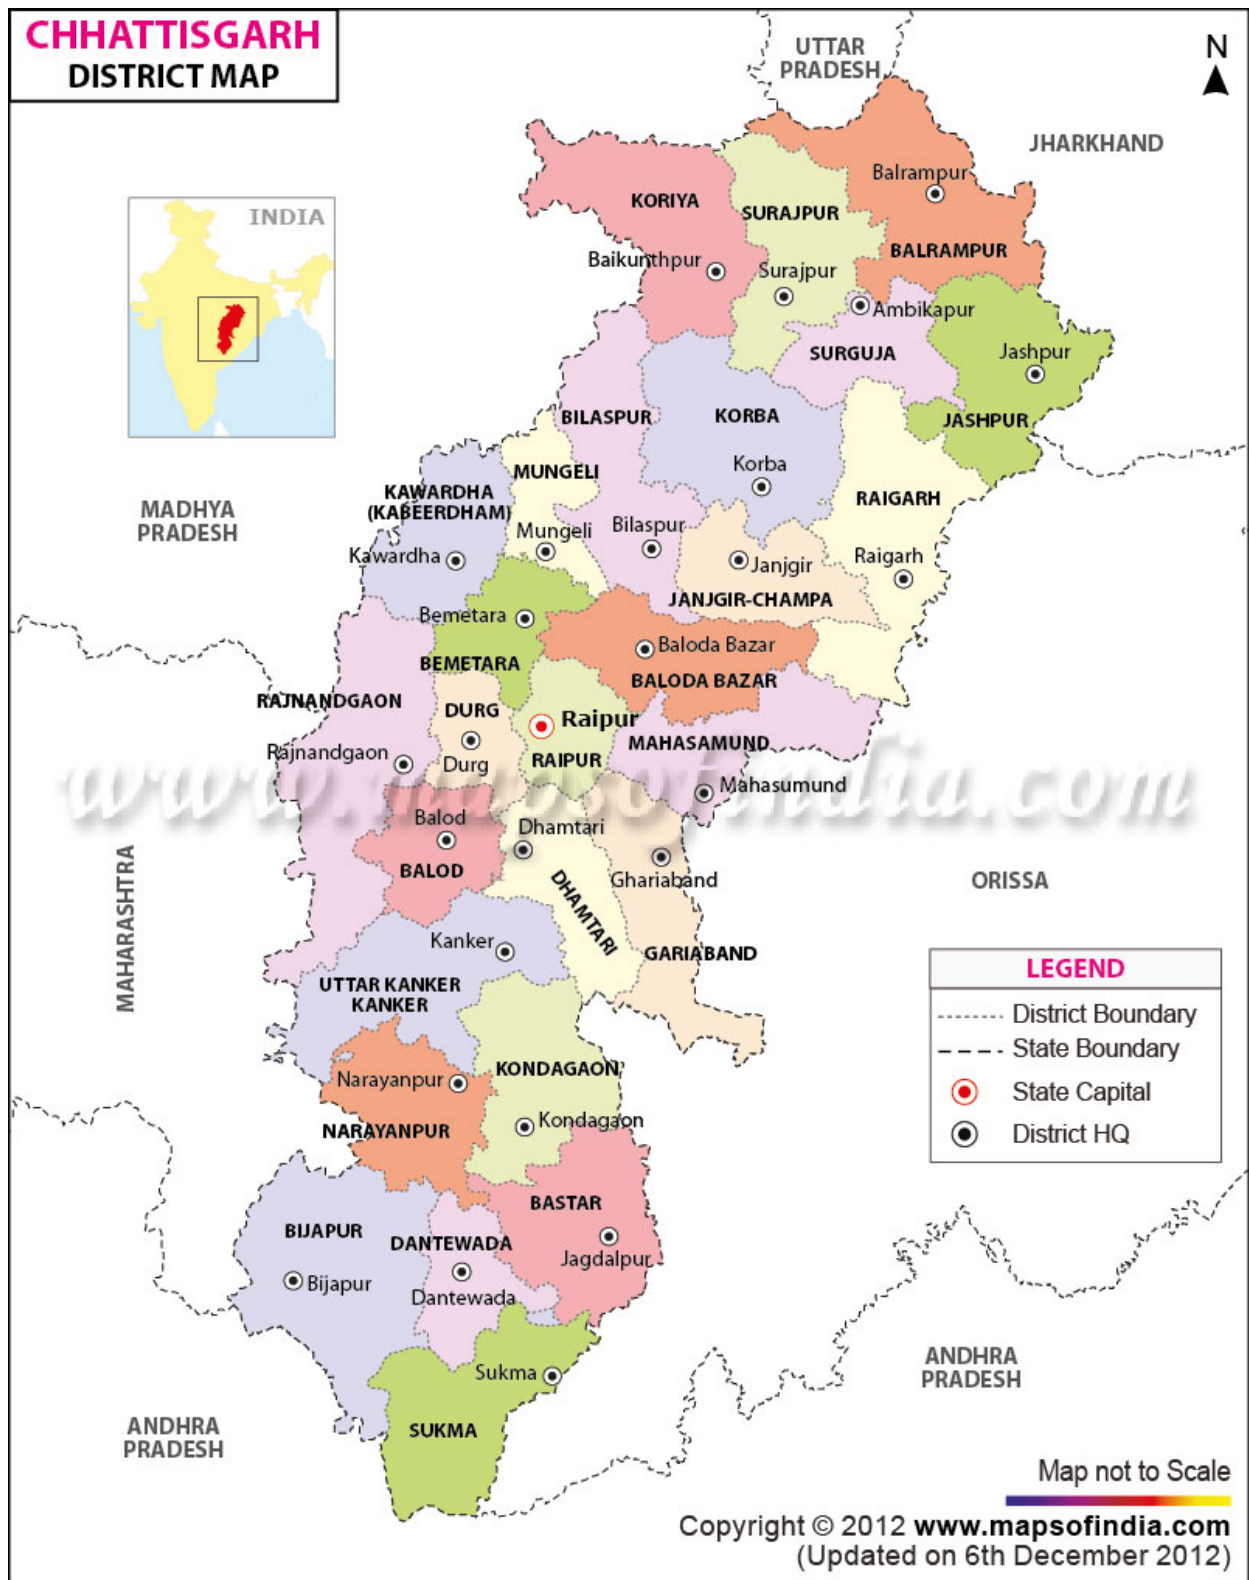 CHHATTISGARH
DISTRICT MAP
N
UTTAR
PRADESH
JHARKHAND
INDIA
Balrampur
KORIYA
SURAJPUR
BALRAMPUR
Baikunthpur
Surajpur
Ambikapur
SURGUJA
Jashpur
BILASPUR
KORBA
JASHPUR
MUNGELI
Korba
KAWARDHA
(KABEERDHAM)
RAIGARH
MADHYA
PRADESH
Mungeli
Bilaspur
Kawardha
Janjgir
Raigarh
JANJGIR-CHAMPA
Bemetara
Baloda Bazar
BEMETARA
BALODA BAZAR
RAJNANDGAON
DURG
Raipur
MAHASAMUND
Rajnandgaon
Durg
RAIPUR
www.mapsofindia.com
Mahasumund
Balod
Dhamtari
BALOD
Ghariaband
DHAMTARI
MAHARASHTRA
ORISSA
Kanker
GARIABAND
UTTAR KANKER
KANKER
LEGEND
District Boundary
State Boundary
State Capital
District HQ
KONDAGAON
Narayanpur
Kondagaon
NARAYANPUR
BASTAR
BIJAPUR
DANTEWADA
Jagdalpur
Bijapur
Dantewada
Sukma
ANDHRA
PRADESH
ANDHRA
PRADESH
SUKMA
Map not to Scale
Copyright © 2012 www.mapsofindia.com
(Updated on 6th December 2012)